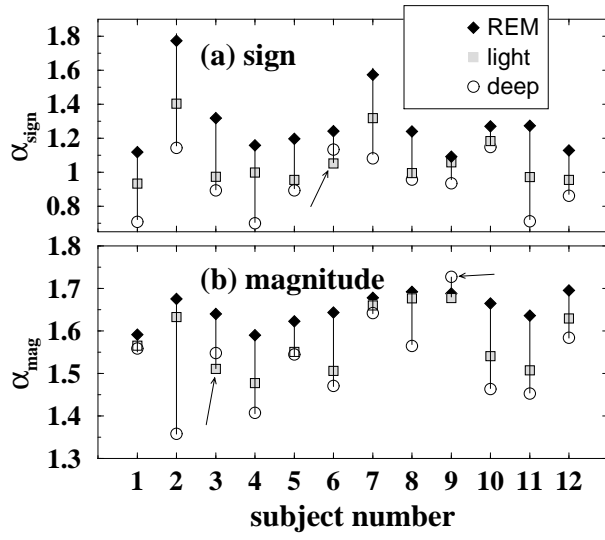 REM
light
deep
(a) sign
α_sign
1.8
1.6
1.4
1.2
1
0.8
(b) magnitude
α_mag
1.8
1.7
1.6
1.5
1.4
1.3
1 2 3 4 5 6 7 8 9 10 11 12
subject number